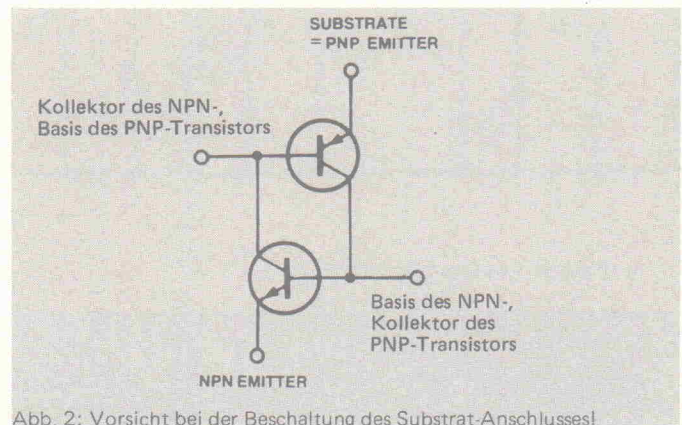 SUBSTRATE
= PNP EMITTER
Kollektor des NPN-,
Basis des PNP-Transistors
Basis des NPN-,
Kollektor des
PNP-Transistors
NPN EMITTER
Abb. 2: Vorsicht bei der Beschaltung des Substrat-Anschlusses!